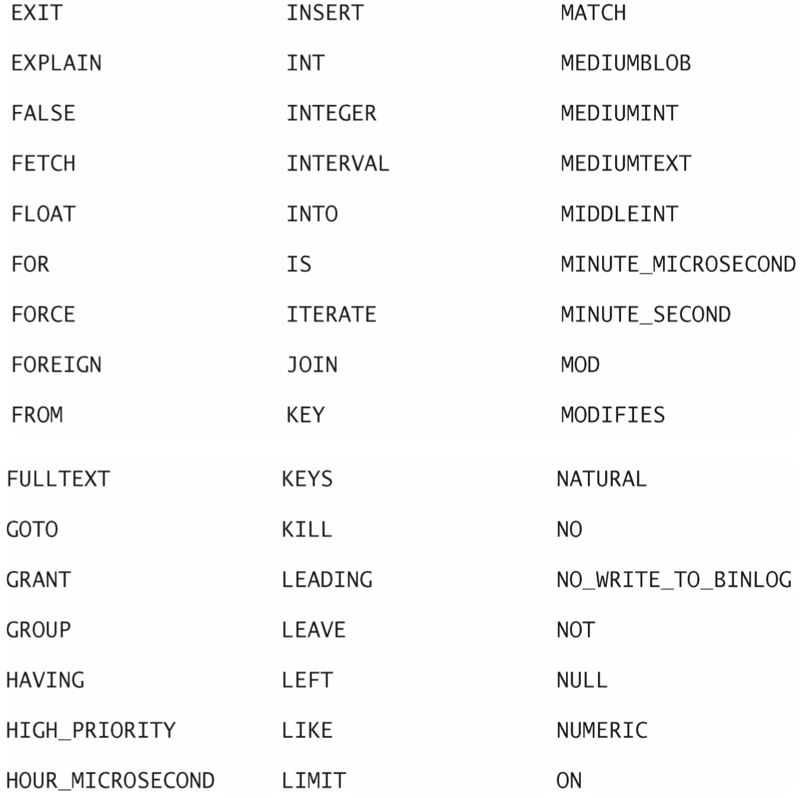 EXIT INSERT MATCH
EXPLAIN INT MEDIUMBLOB
FALSE INTEGER MEDIUMINT
FETCH INTERVAL MEDIUMTEXT
FLOAT INTO MIDDLEINT
FOR IS MINUTE_MICROSECOND
FORCE ITERATE MINUTE_SECOND
FOREIGN JOIN MOD
FROM KEY MODIFIES
FULLTEXT KEYS NATURAL
GOTO KILL NO
GRANT LEADING NO_WRITE_TO_BINLOG
GROUP LEAVE NOT
HAVING LEFT NULL
HIGH_PRIORITY LIKE NUMERIC
HOUR_MICROSECOND LIMIT ON